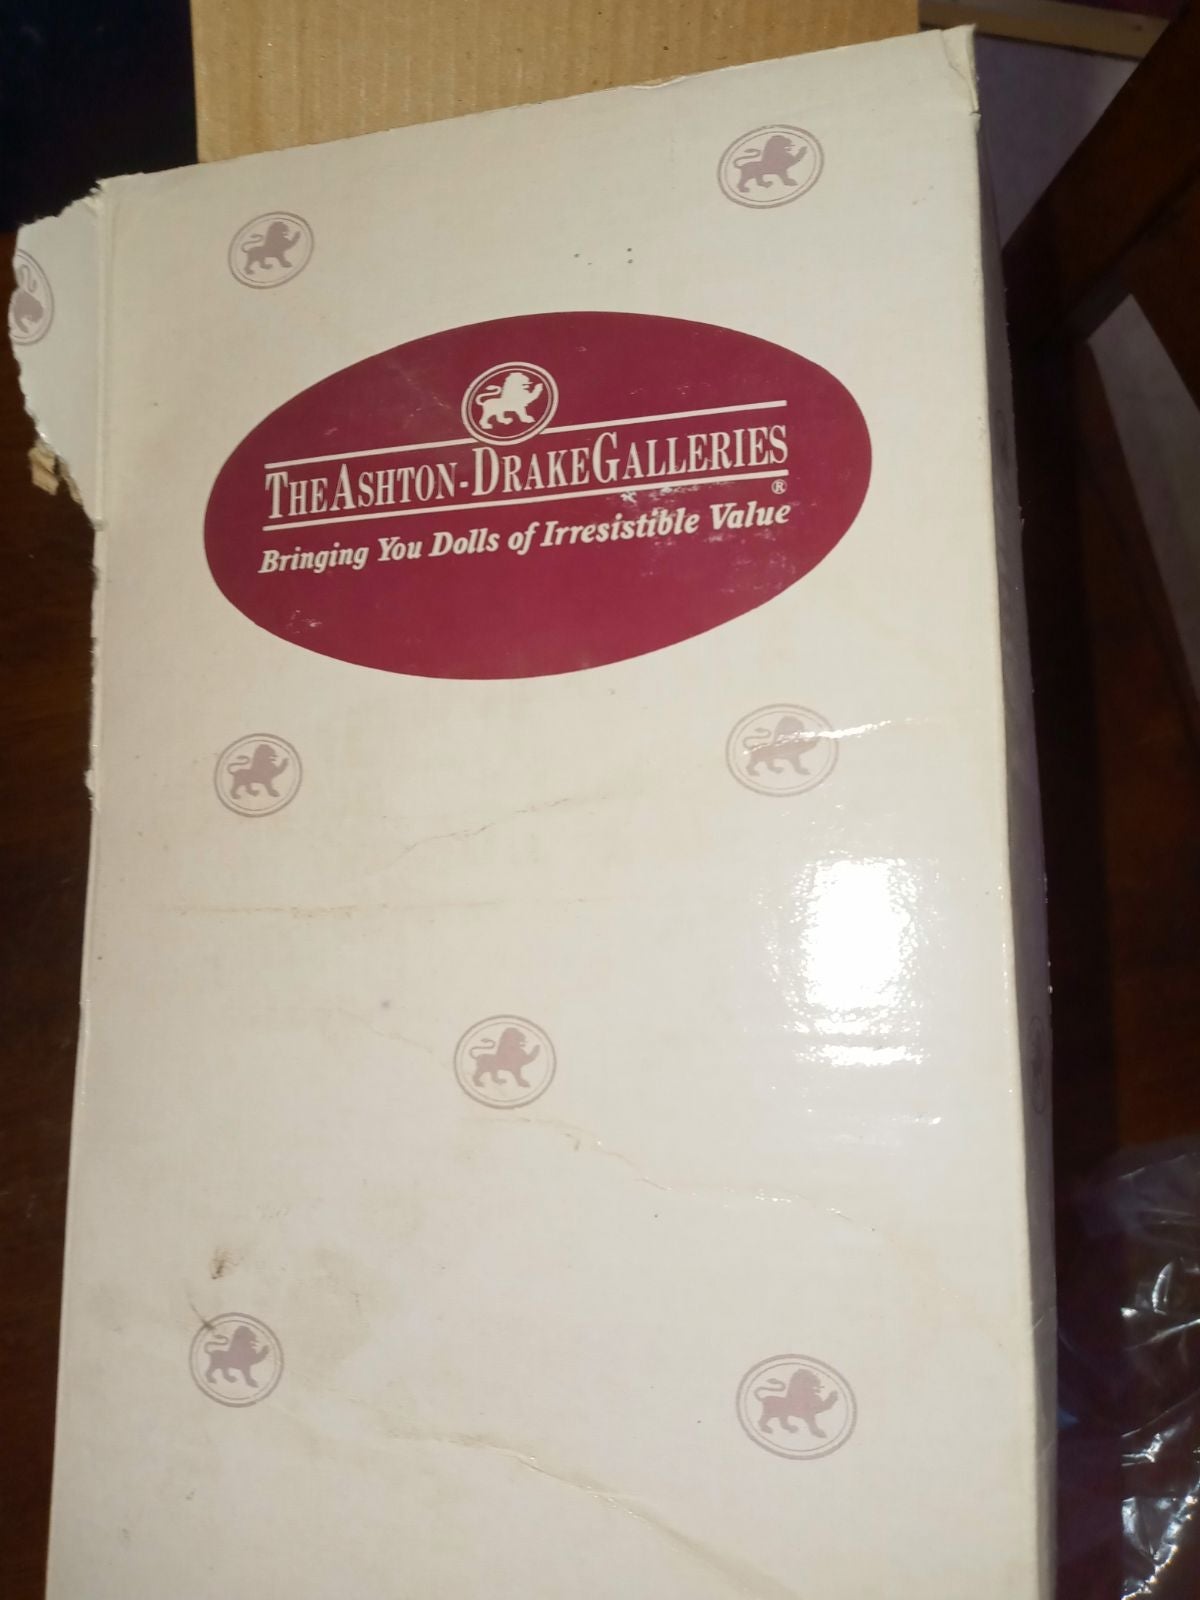 THE ASHTON-DRAKE GALLERIES
®
Bringing You Dolls of Irresistible Value